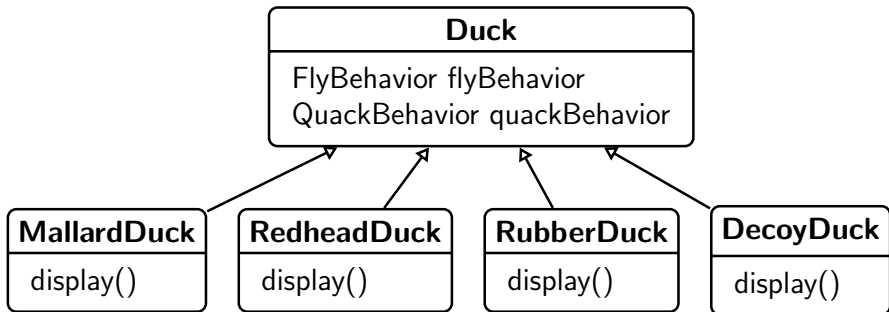 Duck
FlyBehavior flyBehavior
QuackBehavior quackBehavior
MallardDuck
display()
RedheadDuck
display()
RubberDuck
display()
DecoyDuck
display()